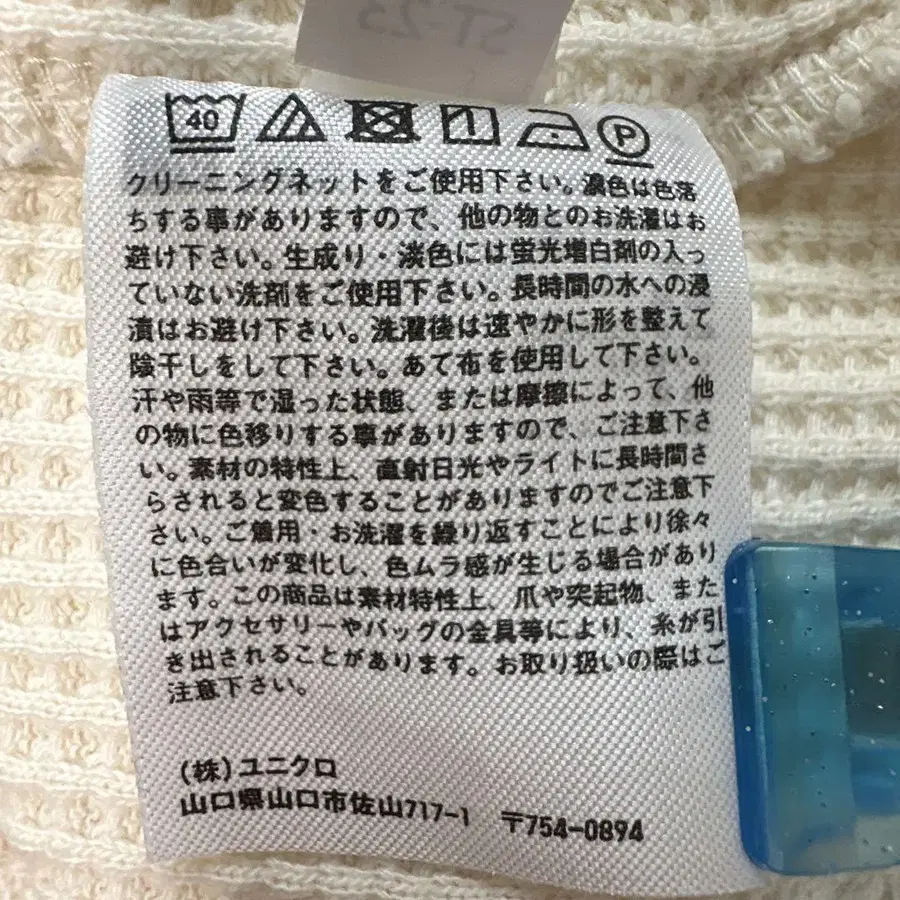 ST-23
40
P
クリーニングネットをご使用下さい。濃色は色落
ちする事がありますので、他の物とのお洗濯はお
避け下さい。生成り・淡色には蛍光増白剤の入っ
ていない洗剤をご使用下さい。長時間の水への浸
漬はお避け下さい。洗濯後は速やかに形を整えて
陰干しをして下さい。あて布を使用して下さい。
汗や雨等で湿った状態、または摩擦によって、他
の物に色移りする事がありますので、ご注意下さ
い。素材の特性上、直射日光やライトに長時間さ
らされると変色することがありますのでご注意下
さい。ご着用・お洗濯を繰り返すことにより徐々
に色合いが変化し、色ムラ感が生じる場合があり
ます。この商品は素材特性上、爪や突起物、また
はアクセサリーやバッグの金具等により、糸が引
き出されることがあります。お取り扱いの際はご
注意下さい。
(株)ユニクロ
山口県山口市佐山717-1 〒754-0894